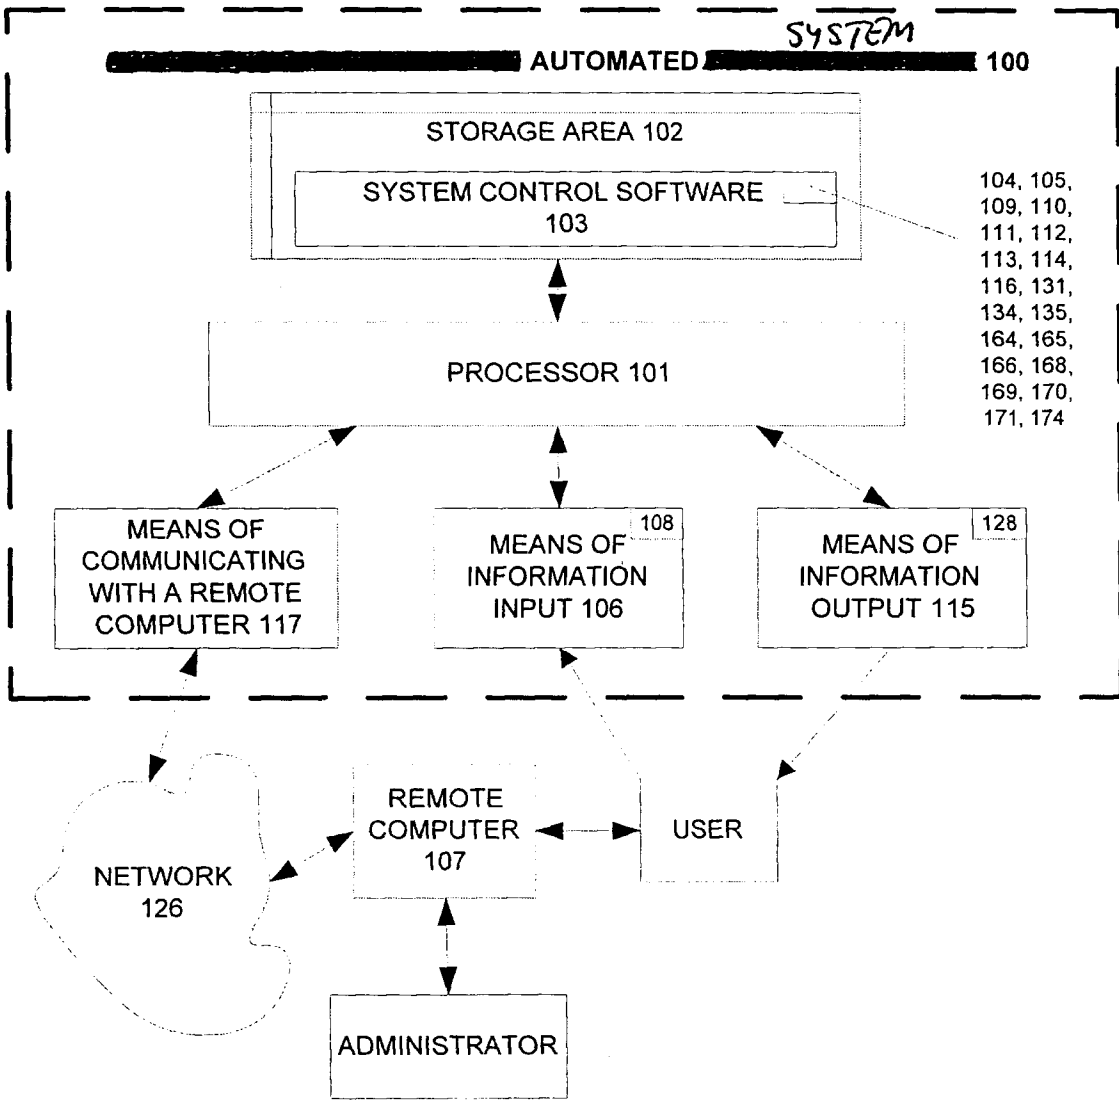 SYSTEM
AUTOMATED 100
STORAGE AREA 102
SYSTEM CONTROL SOFTWARE
103
104, 105,
109, 110,
111, 112,
113, 114,
116, 131,
134, 135,
164, 165,
166, 168,
169, 170,
171, 174
PROCESSOR 101
MEANS OF
COMMUNICATING
WITH A REMOTE
COMPUTER 117
108
MEANS OF
INFORMATION
INPUT 106
128
MEANS OF
INFORMATION
OUTPUT 115
REMOTE
COMPUTER
107
USER
NETWORK
126
ADMINISTRATOR